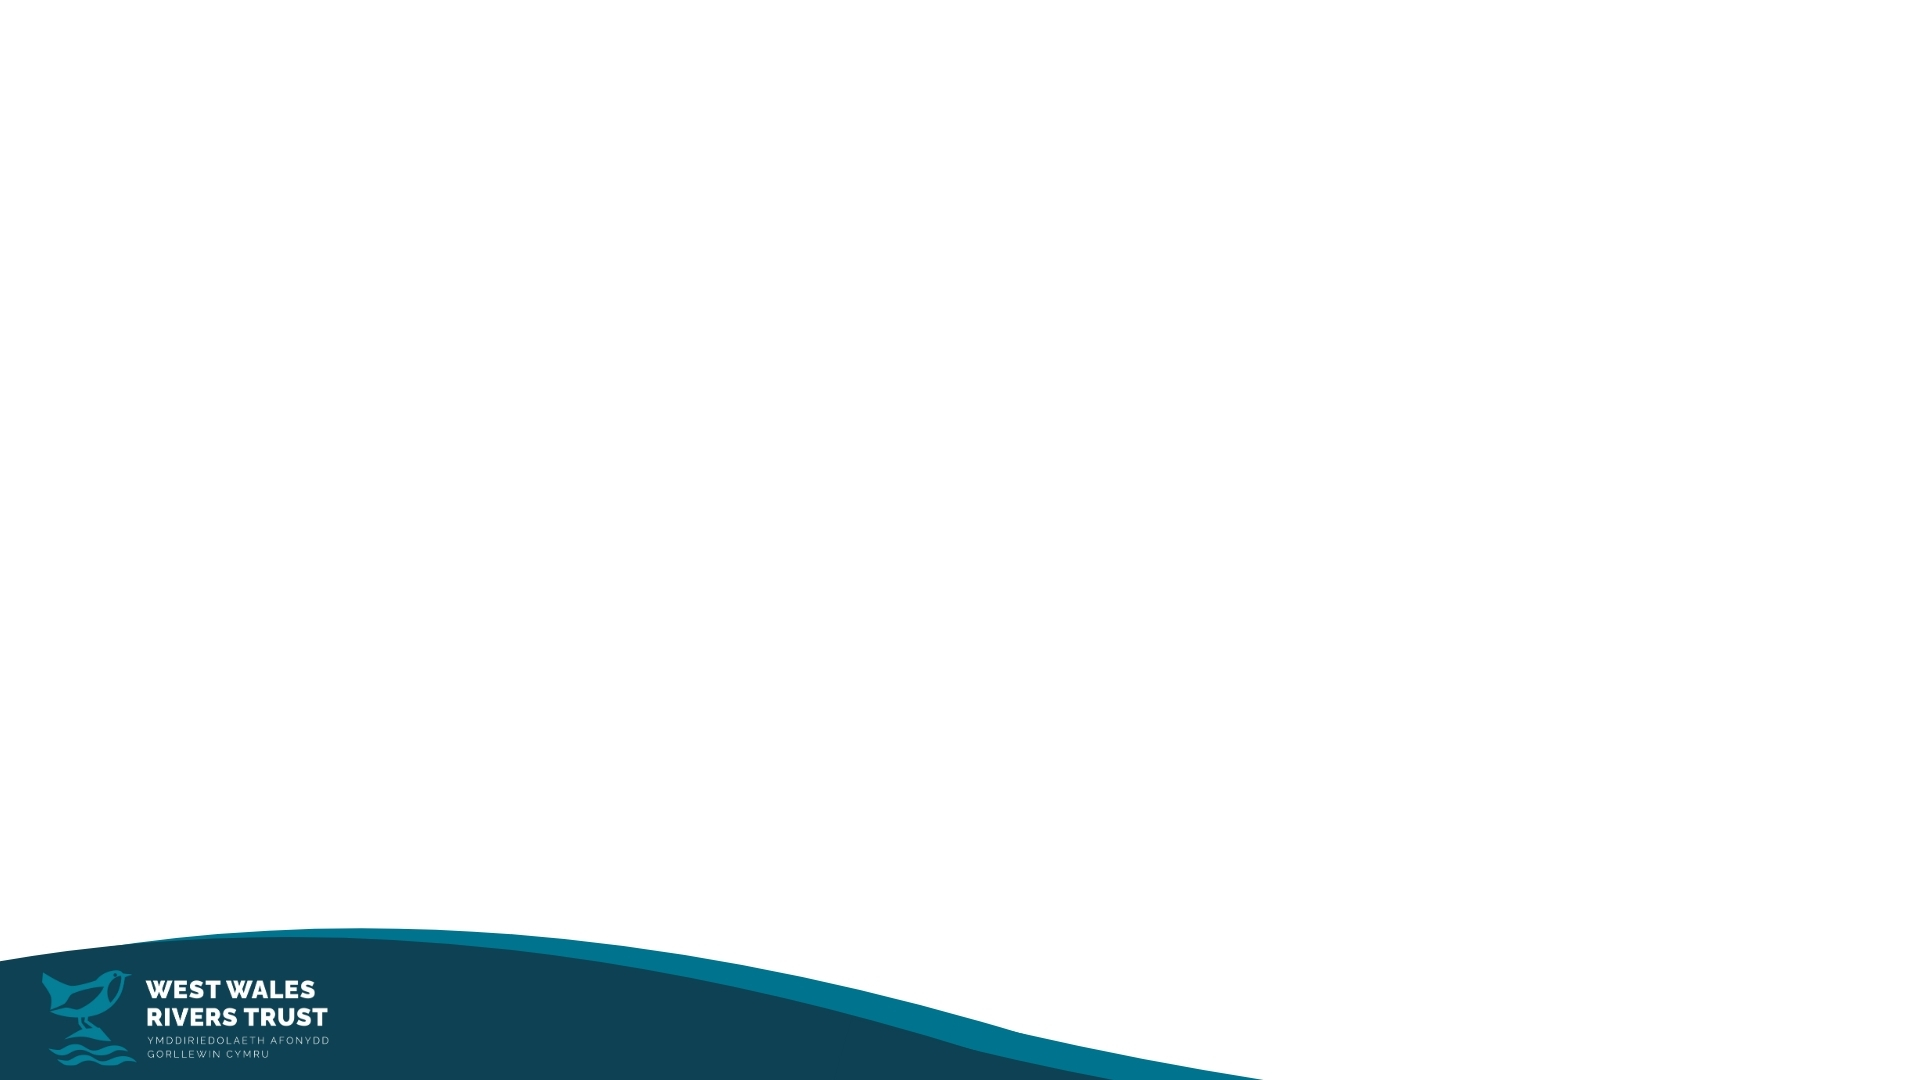 WEST WALES
RIVERS TRUST
YMDDIRIEDOLAETH AFONYDD
GORLLEWIN CYMRU